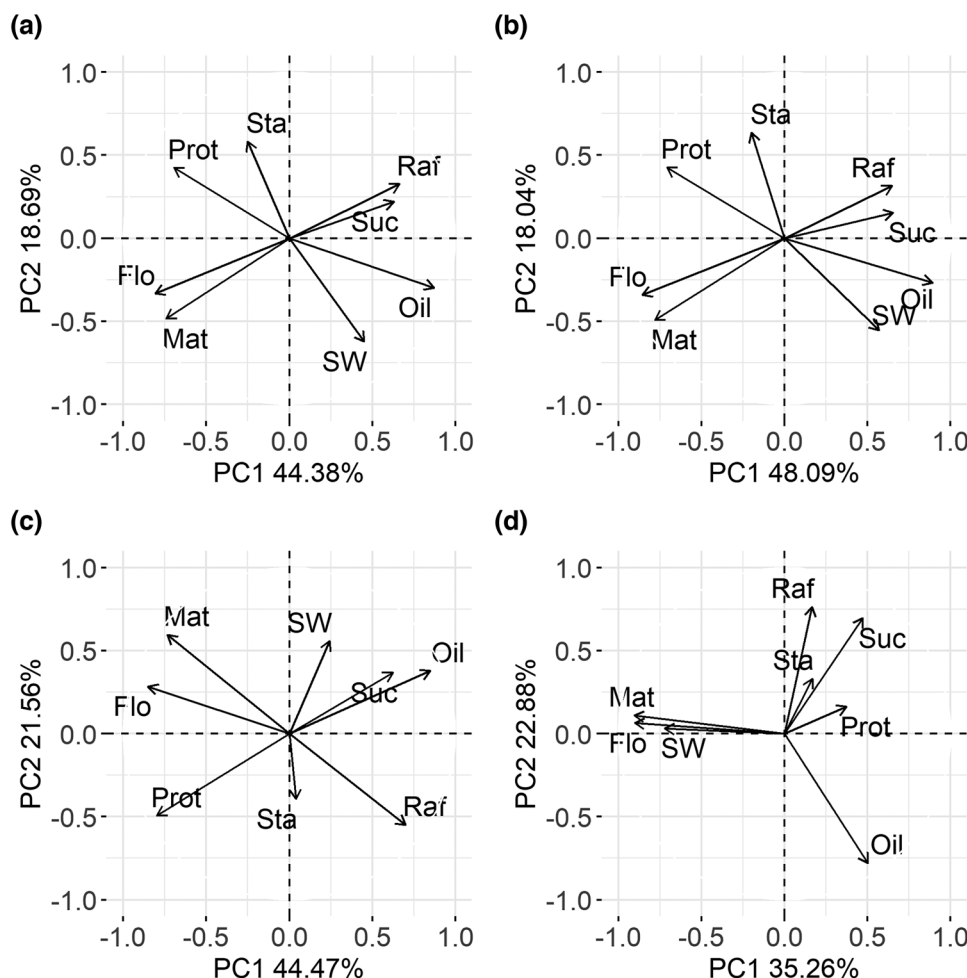 (a)
PC2 18.69%
1.0
0.5
0.0
-0.5
-1.0
Sta
Prot
Raf
Suc
Flo
Oil
Mat
SW
-1.0 -0.5 0.0 0.5 1.0
PC1 44.38%
(b)
PC2 18.04%
1.0
0.5
0.0
-0.5
-1.0
Sta
Prot
Raf
Suc
Flo
Oil
SW
Mat
-1.0 -0.5 0.0 0.5 1.0
PC1 48.09%
(c)
PC2 21.56%
1.0
0.5
0.0
-0.5
-1.0
Mat
SW
Oil
Suc
Flo
Prot
Raf
Sta
-1.0 -0.5 0.0 0.5 1.0
PC1 44.47%
(d)
PC2 22.88%
1.0
0.5
0.0
-0.5
-1.0
Raf
Suc
Sta
Mat
Prot
Flo
SW
Oil
-1.0 -0.5 0.0 0.5 1.0
PC1 35.26%